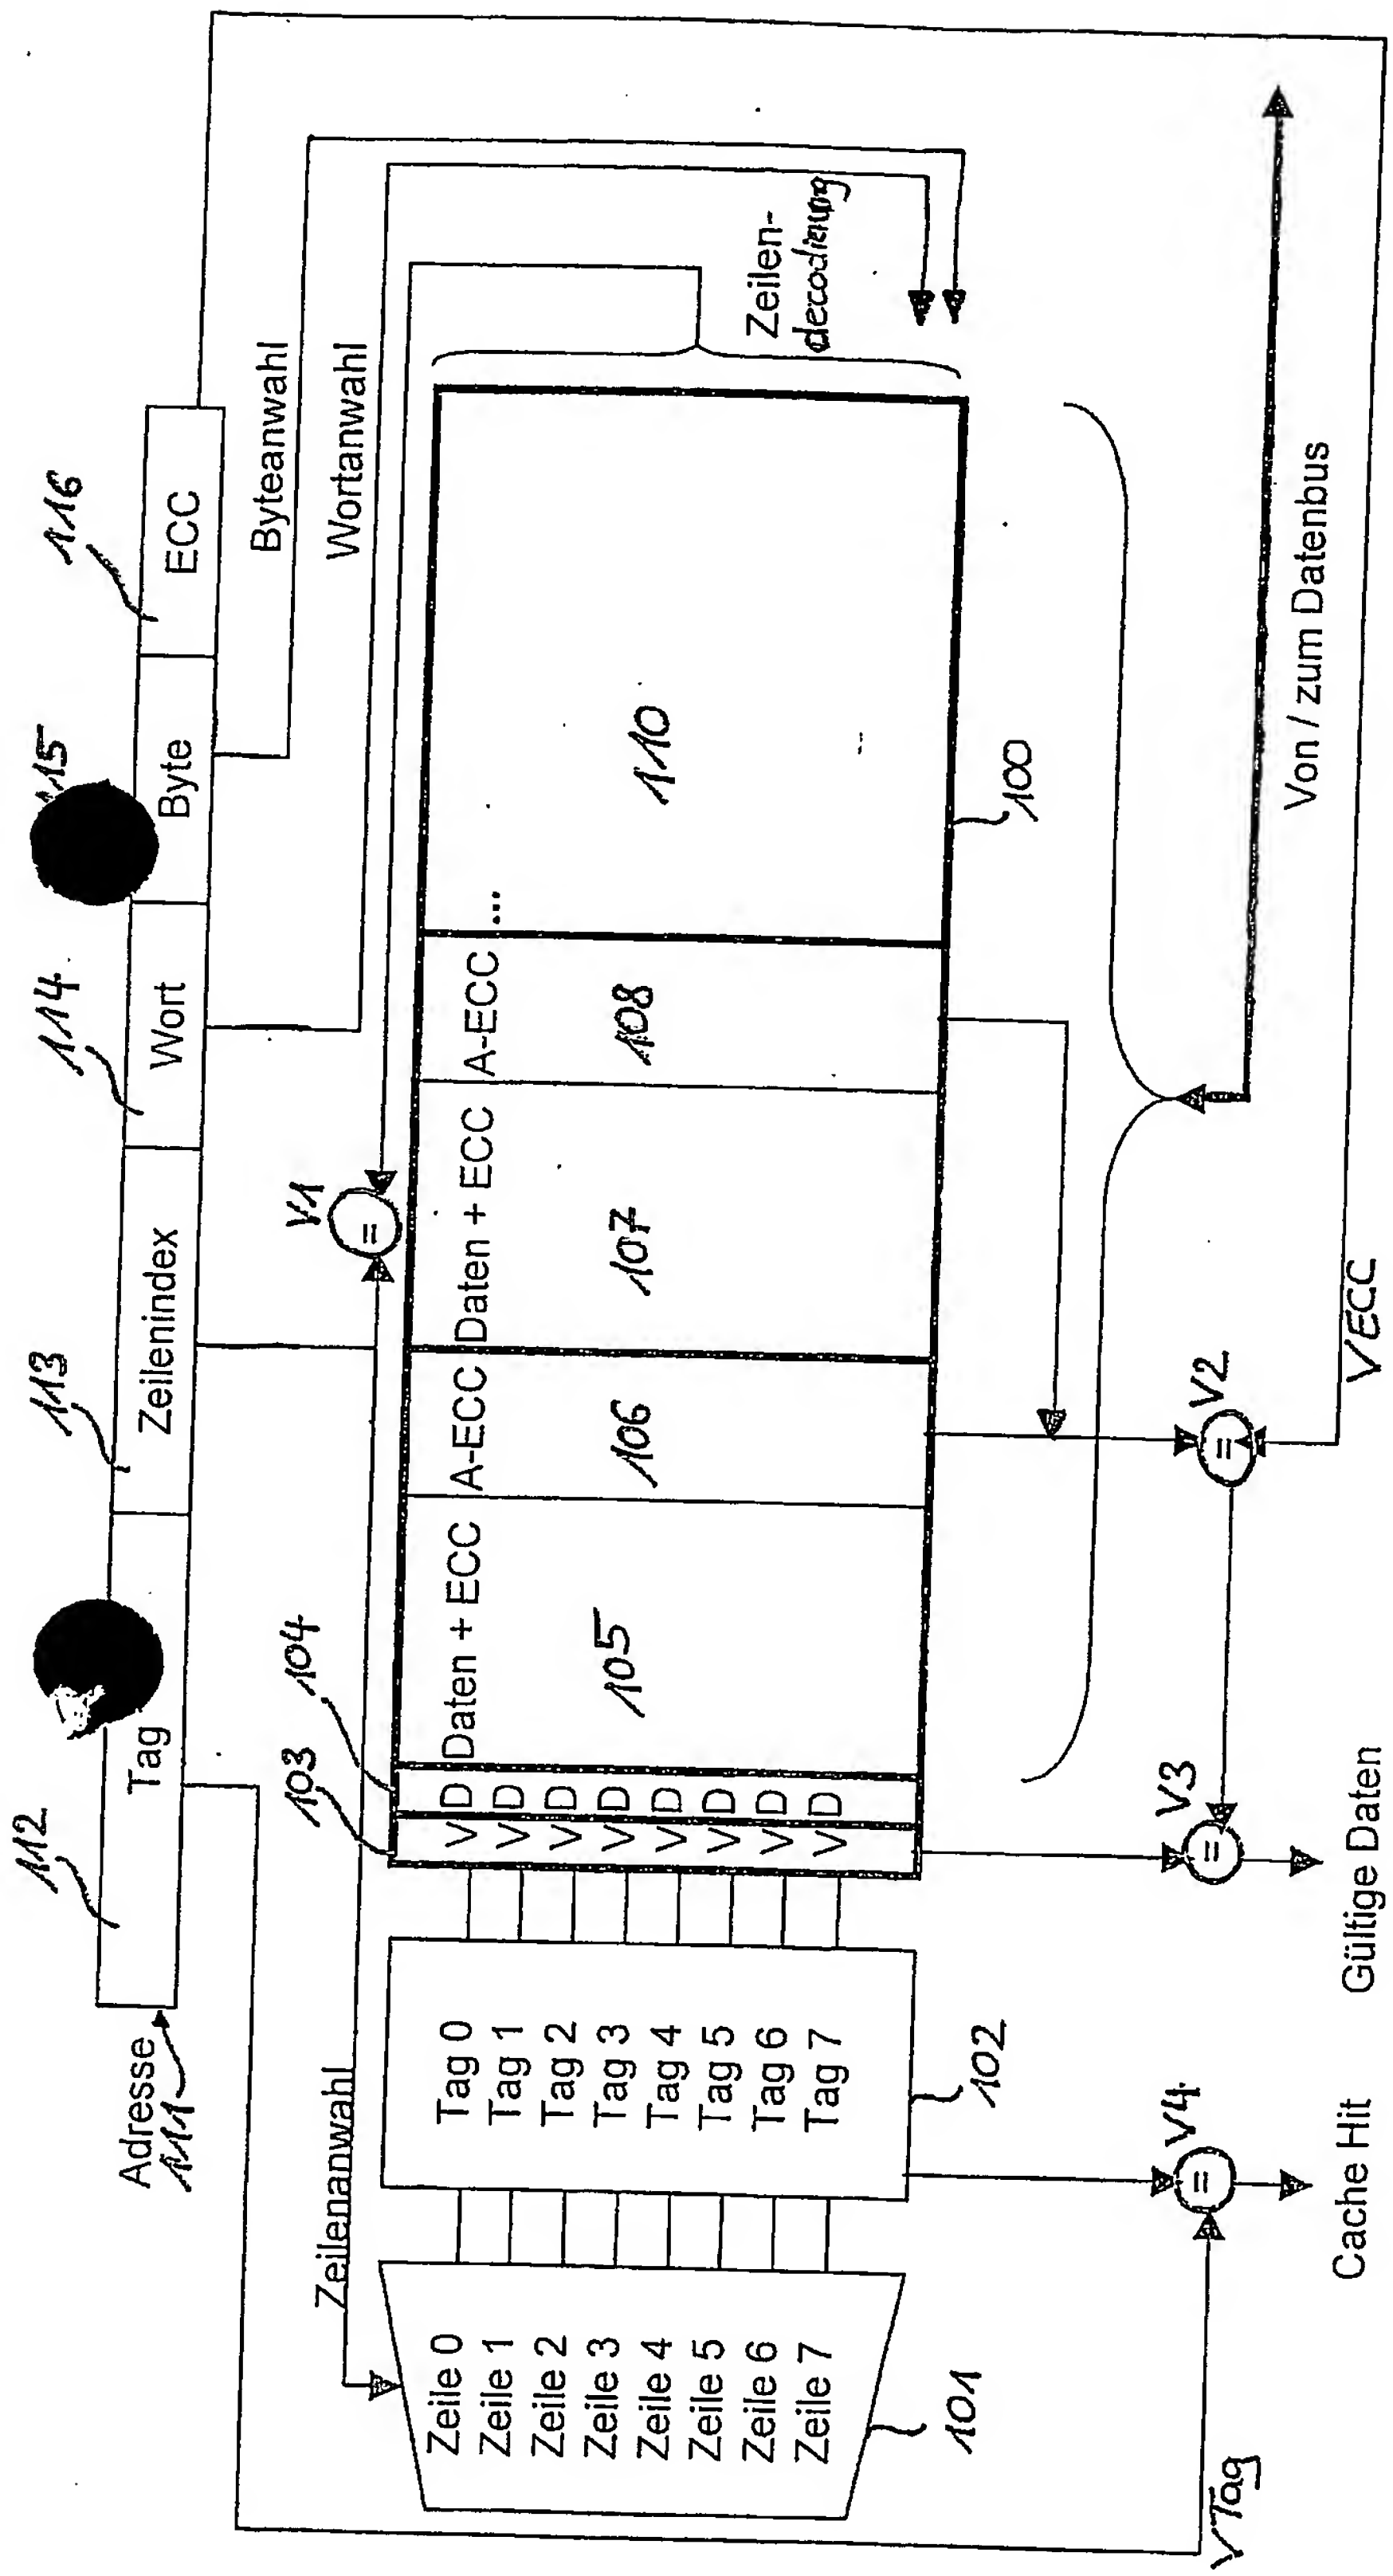 Adresse
111
112
113
114
115
116
Tag
Zeilenindex
Wort
Byte
ECC
Byteanwahl
Wortanwahl
Zeilenanwahl
V1
=
Zeilen-
decodierung
103
104
Zeile 0
Zeile 1
Zeile 2
Zeile 3
Zeile 4
Zeile 5
Zeile 6
Zeile 7
101
Tag 0
Tag 1
Tag 2
Tag 3
Tag 4
Tag 5
Tag 6
Tag 7
102
V D
V D
V D
V D
V D
V D
V D
V D
Daten + ECC
A-ECC
Daten + ECC
A-ECC
...
105
106
107
108
110
100
VTag
V4
=
V3
=
V2
=
VECC
Von / zum Datenbus
Cache Hit
Gültige Daten